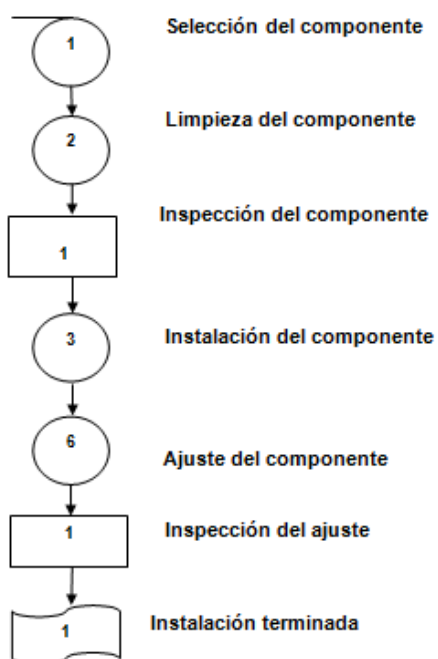 1 Selección del componente
2 Limpieza del componente
Inspección del componente
1
3 Instalación del componente
6
Ajuste del componente
1 Inspección del ajuste
1 Instalación terminada